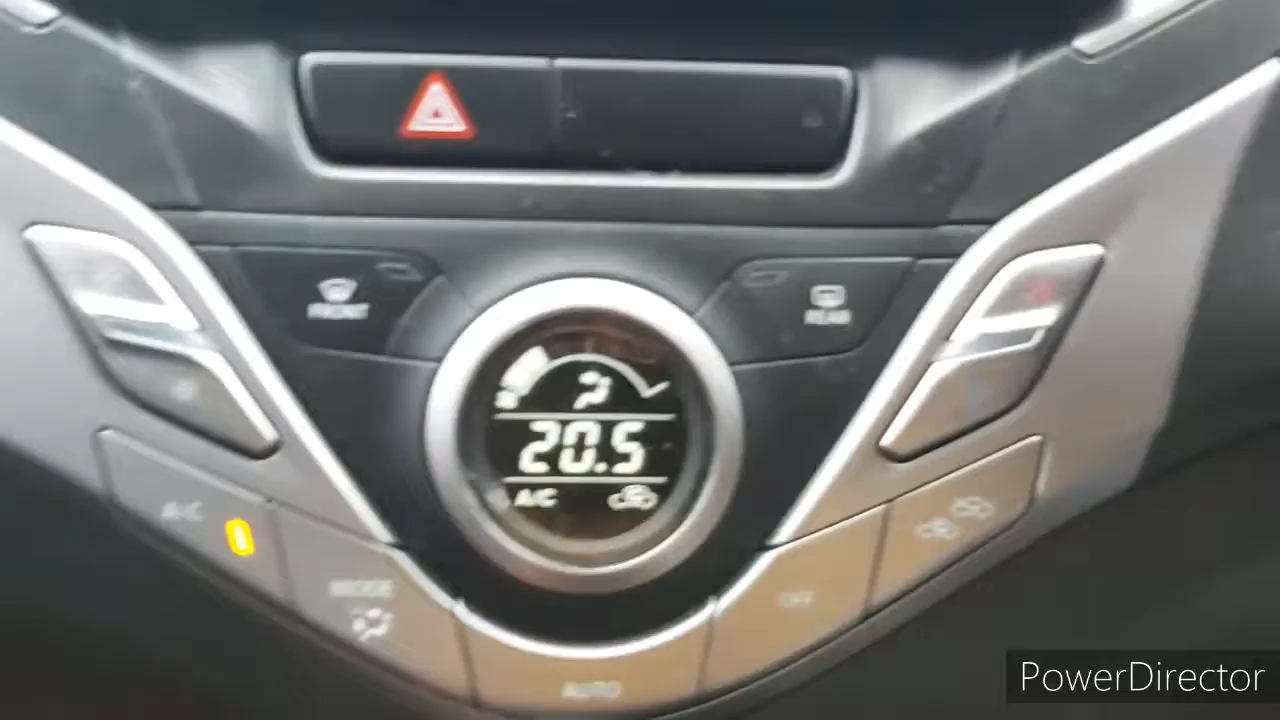 FRONT
REAR
20.5
A/C
A/C
MODE
OFF
AUTO
PowerDirector